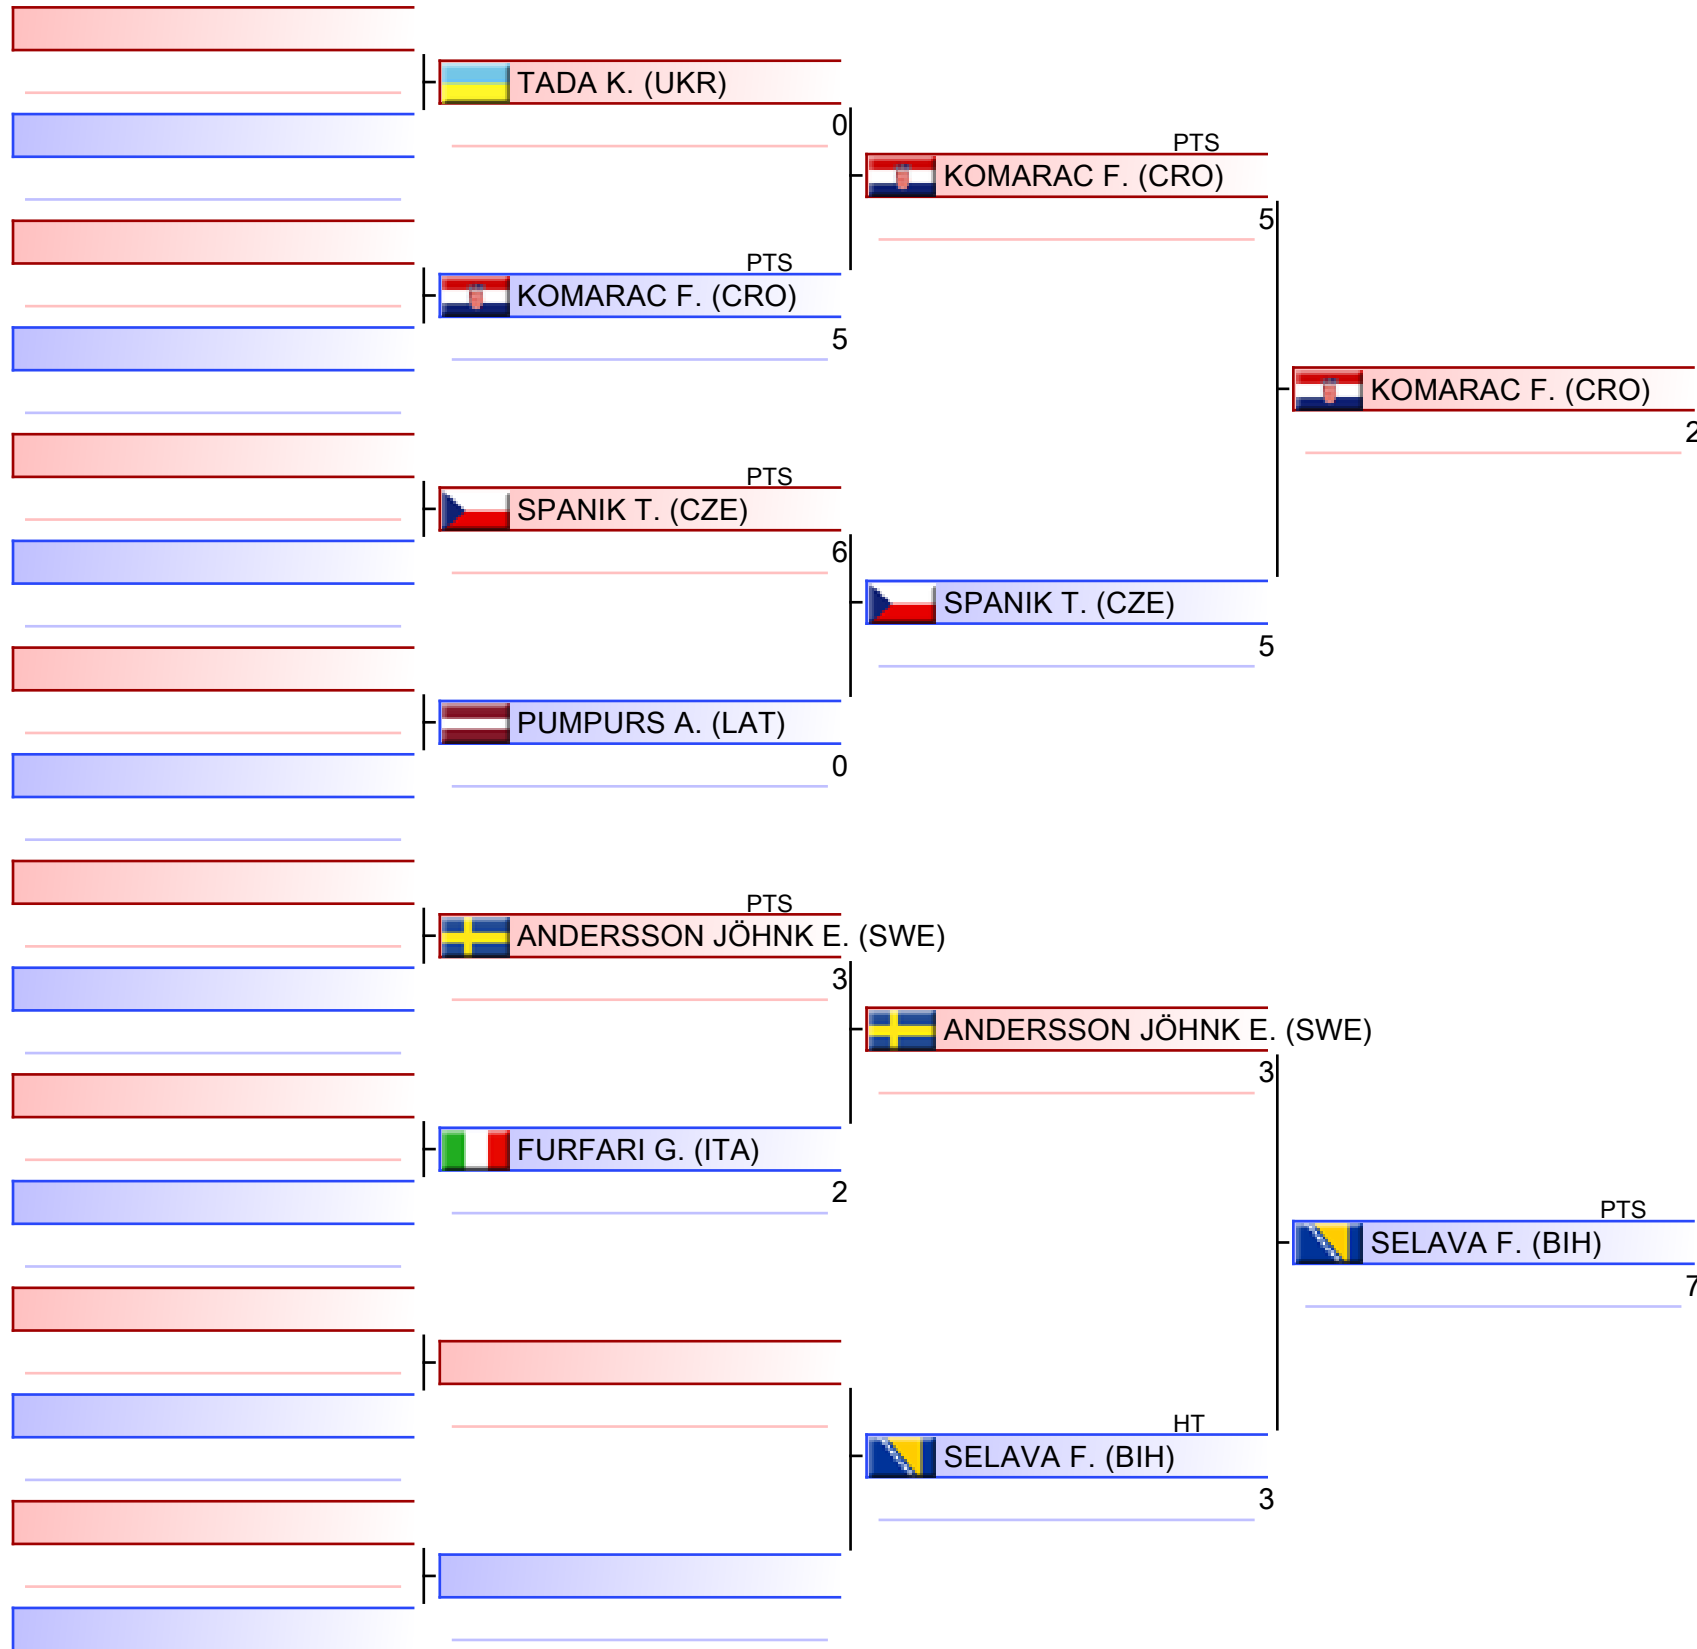 TADA K. (UKR)
0
PTS
KOMARAC F. (CRO)
5
PTS
KOMARAC F. (CRO)
5
KOMARAC F. (CRO)
2
PTS
SPANIK T. (CZE)
6
SPANIK T. (CZE)
5
PUMPURS A. (LAT)
0
PTS
ANDERSSON JÖHNK E. (SWE)
3
ANDERSSON JÖHNK E. (SWE)
3
FURFARI G. (ITA)
2
PTS
SELAVA F. (BIH)
7
HT
SELAVA F. (BIH)
3